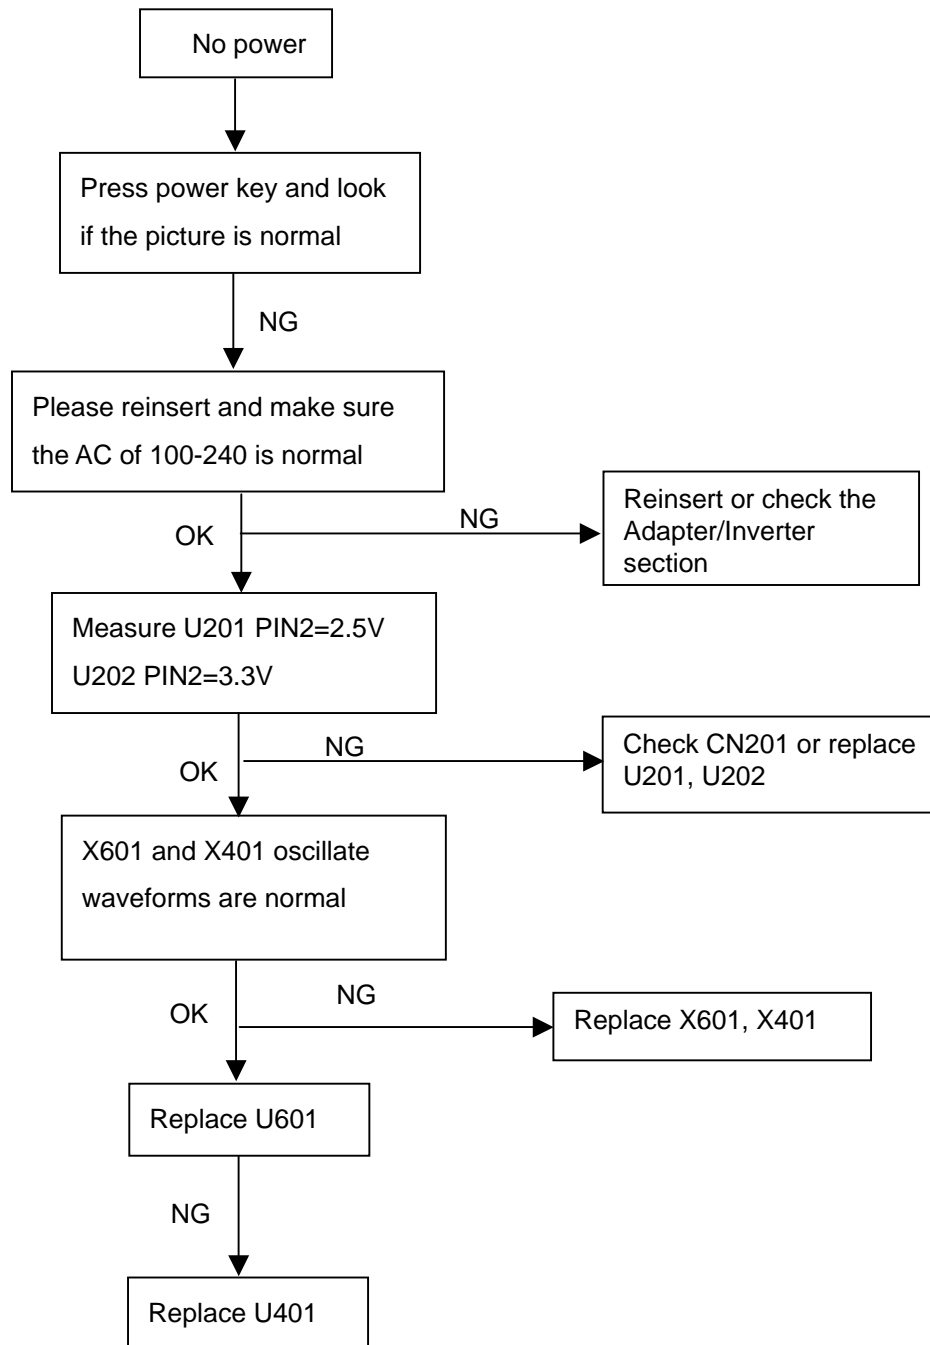 No power
Press power key and look
if the picture is normal
NG
Please reinsert and make sure
the AC of 100-240 is normal
NG
OK
Reinsert or check the
Adapter/Inverter
section
Measure U201 PIN2=2.5V
U202 PIN2=3.3V
NG
OK
Check CN201 or replace
U201, U202
X601 and X401 oscillate
waveforms are normal
NG
OK
Replace X601, X401
Replace U601
NG
Replace U401